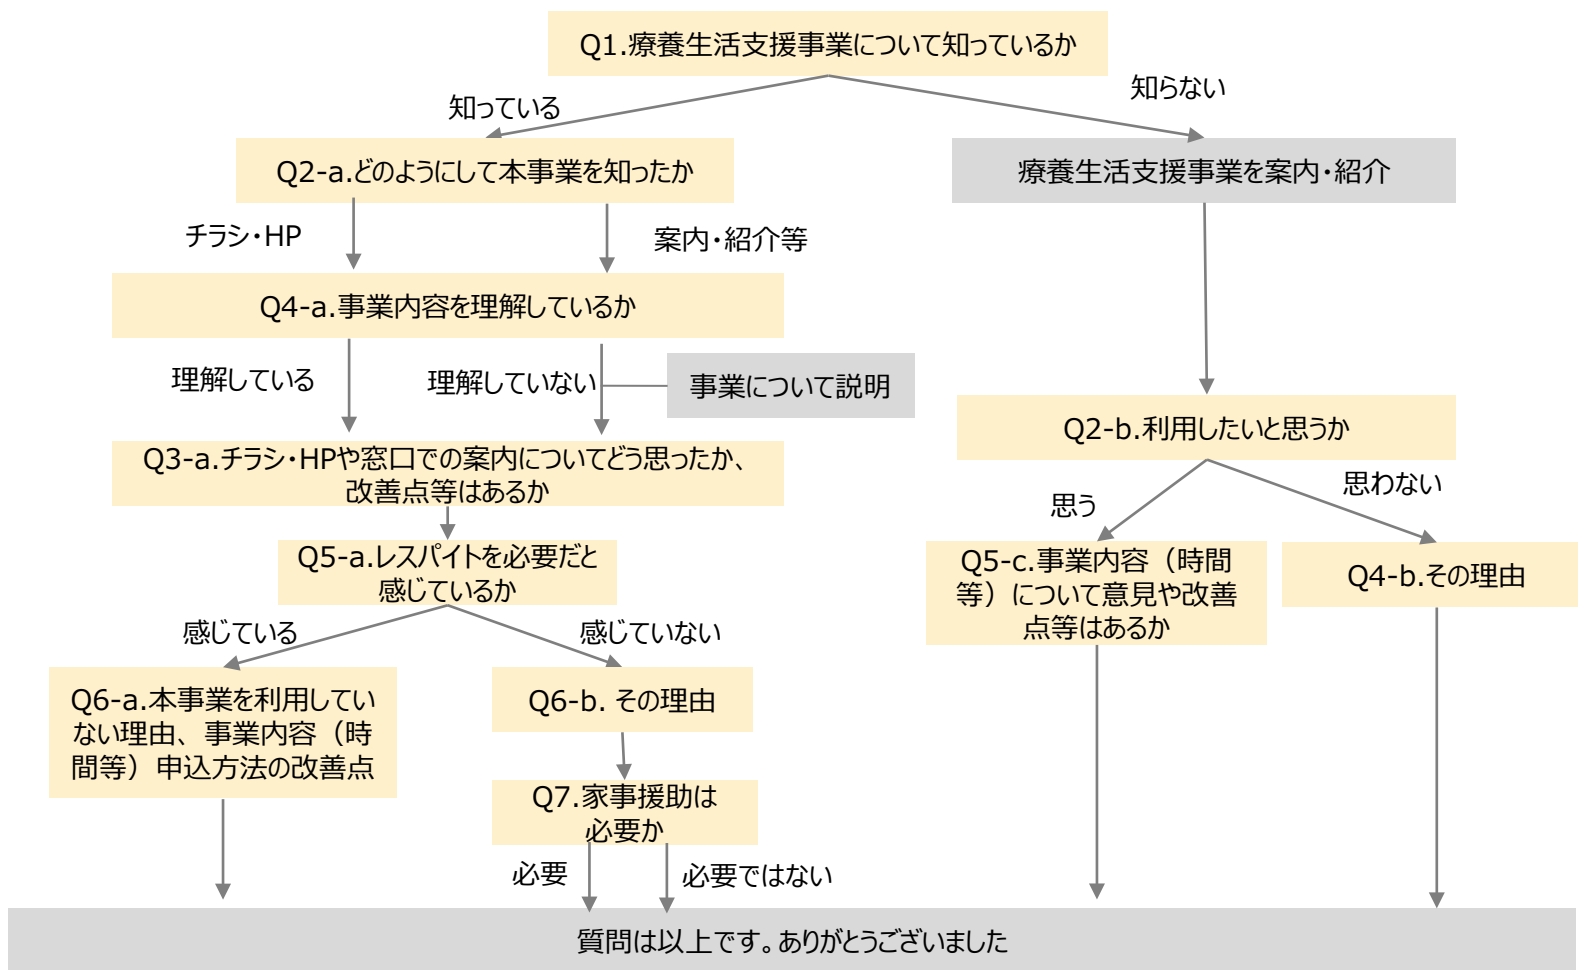 Q1.療養生活支援事業について知っているか
知っている
知らない
Q2-a.どのようにして本事業を知ったか
療養生活支援事業を案内・紹介
チラシ・HP
案内・紹介等
Q4-a.事業内容を理解しているか
理解している
理解していない
事業について説明
Q2-b.利用したいと思うか
Q3-a.チラシ・HPや窓口での案内についてどう思ったか、
改善点等はあるか
思う
思わない
Q5-a.レスパイトを必要だと
感じているか
Q5-c.事業内容（時間
等）について意見や改善
点等はあるか
Q4-b.その理由
感じている
感じていない
Q6-a.本事業を利用してい
ない理由、事業内容（時
間等）申込方法の改善点
Q6-b. その理由
Q7.家事援助は
必要か
必要
必要ではない
質問は以上です。ありがとうございました